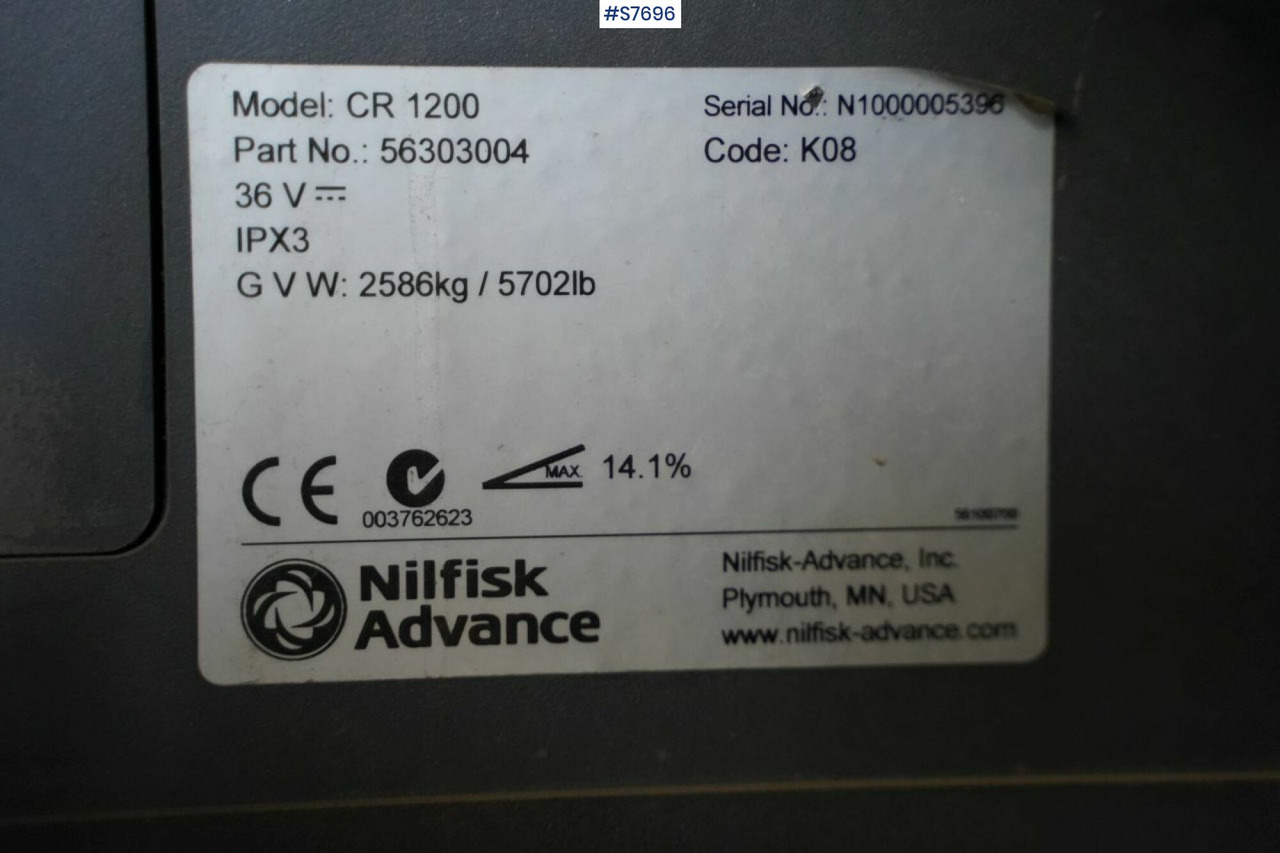 #S7696
Model: CR 1200
Serial No.: N1000005396
Part No.: 56303004
Code: K08
36 V
IPX3
G V W: 2586kg / 5702lb
CE
MAX. 14.1%
003762623
Nilfisk
Advance
Nilfisk-Advance, Inc.
Plymouth, MN, USA
www.nilfisk-advance.com